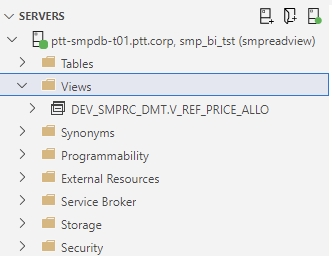 SERVERS
ptt-smpdb-t01.ptt.corp, smp_bi_tst (smpreadview)
Tables
Views
DEV_SMPRC_DMT.V_REF_PRICE_ALLO
Synonyms
Programmability
External Resources
Service Broker
Storage
Security